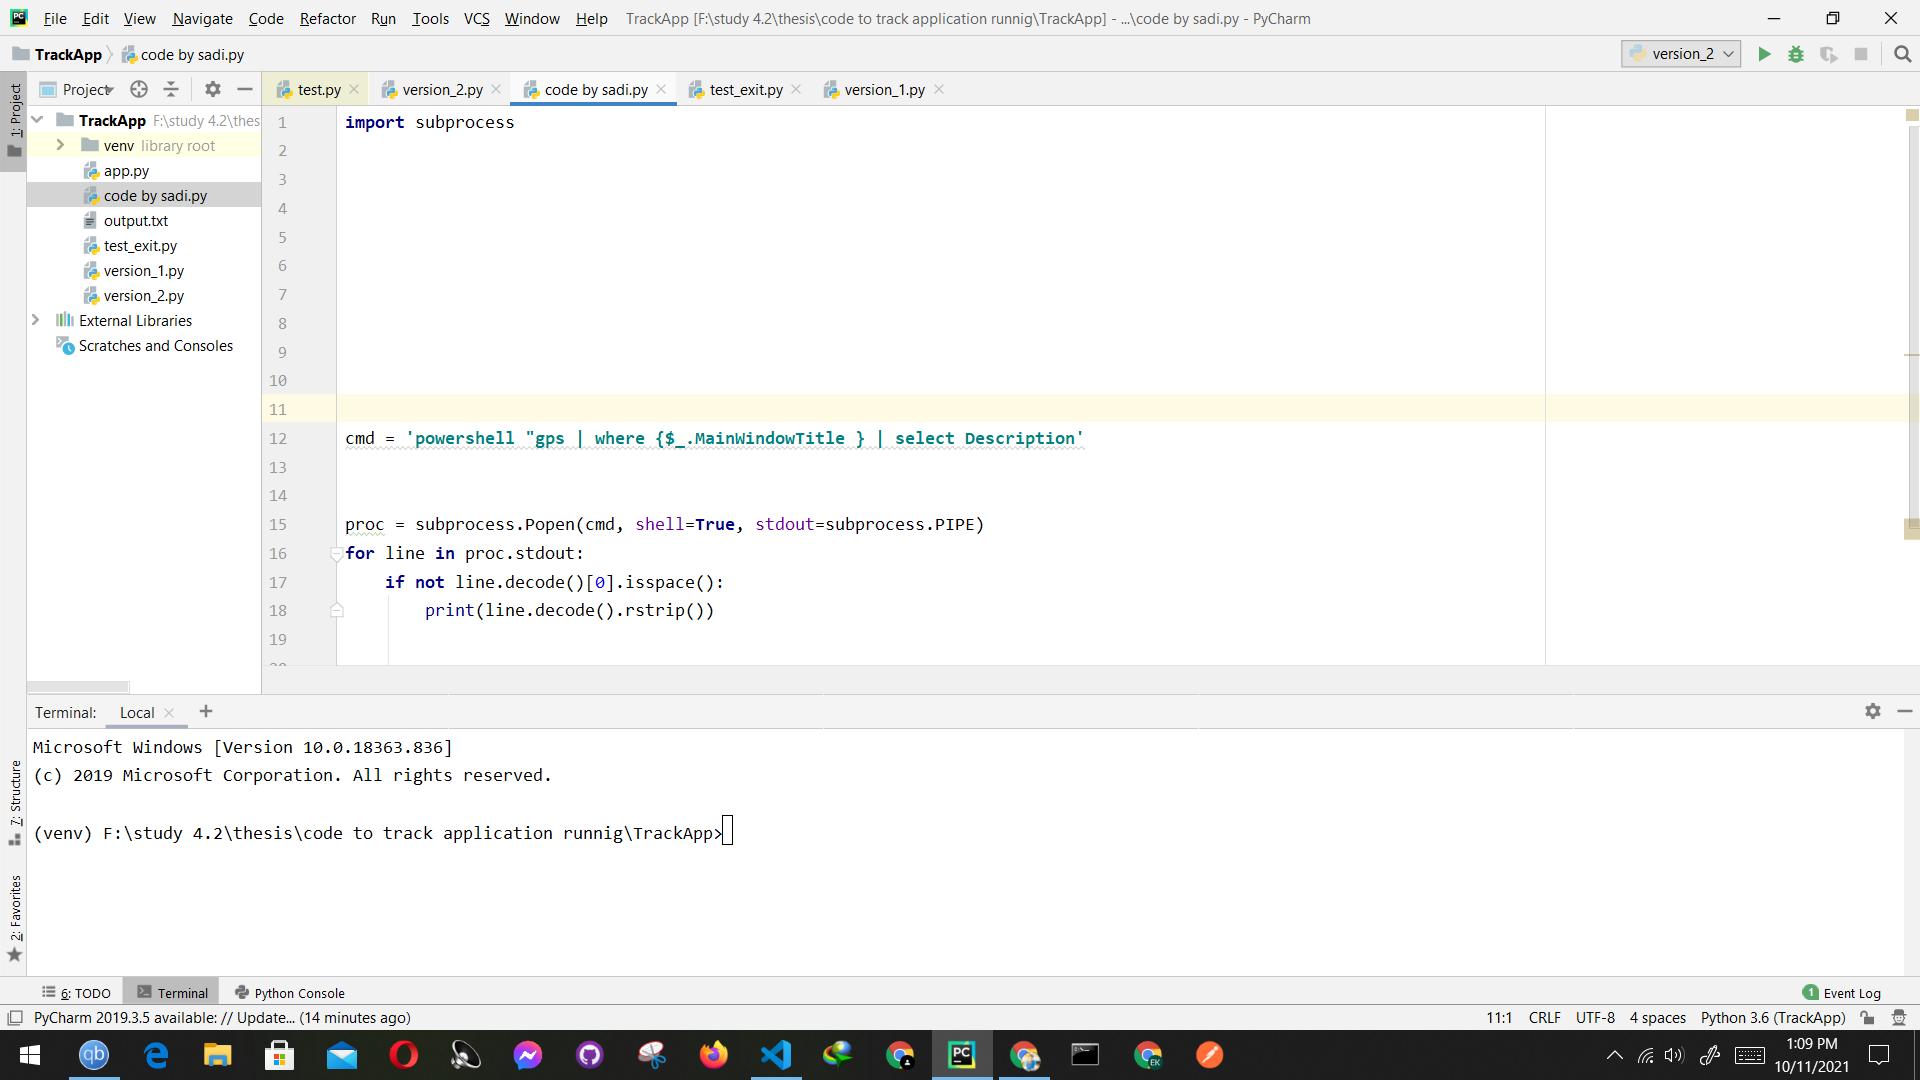 File Edit View Navigate Code Refactor Run Tools VCS Window Help TrackApp [F:\study 4.2\thesis\code to track application runnig\TrackApp] - ...\code by sadi.py - PyCharm
TrackApp code by sadi.py version_2
1: Project
Project
test.py version_2.py code by sadi.py test_exit.py version_1.py
TrackApp F:\study 4.2\thes
venv library root
app.py
code by sadi.py
output.txt
test_exit.py
version_1.py
version_2.py
External Libraries
Scratches and Consoles
1 import subprocess
2
3
4
5
6
7
8
9
10
11
12 cmd = 'powershell "gps | where {$_.MainWindowTitle } | select Description'
13
14
15 proc = subprocess.Popen(cmd, shell=True, stdout=subprocess.PIPE)
16 for line in proc.stdout:
17 if not line.decode()[0].isspace():
18 print(line.decode().rstrip())
19
Terminal: Local
Microsoft Windows [Version 10.0.18363.836]
(c) 2019 Microsoft Corporation. All rights reserved.
(venv) F:\study 4.2\thesis\code to track application runnig\TrackApp>
7: Structure
2: Favorites
6: TODO Terminal Python Console 1 Event Log
PyCharm 2019.3.5 available: // Update... (14 minutes ago) 11:1 CRLF UTF-8 4 spaces Python 3.6 (TrackApp)
qb PC EK
1:09 PM
10/11/2021